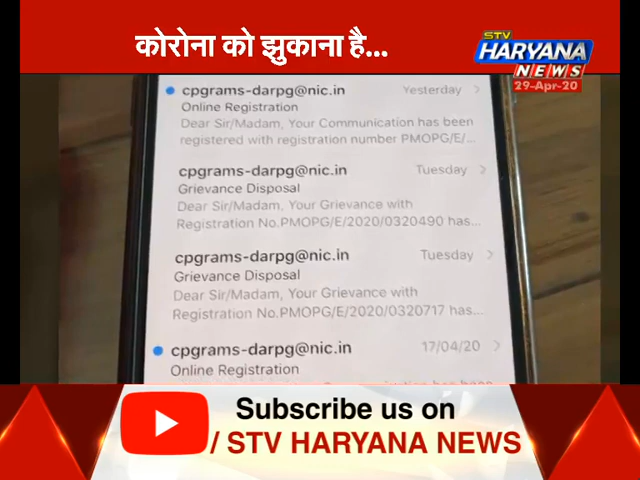 कोरोना को झुकाना है...
STV
HARYANA
NEWS
29-Apr-20
cpgrams-darpg@nic.in Yesterday
Online Registration
Dear Sir/Madam, Your Communication has been
registered with registration number PMOPG/E/...
cpgrams-darpg@nic.in Tuesday
Grievance Disposal
Dear Sir/Madam, Your Grievance with
Registration No.PMOPG/E/2020/0320490 has...
cpgrams-darpg@nic.in Tuesday
Grievance Disposal
Dear Sir/Madam, Your Grievance with
Registration No.PMOPG/E/2020/0320717 has...
cpgrams-darpg@nic.in 17/04/20
Online Registration
Subscribe us on
/ STV HARYANA NEWS